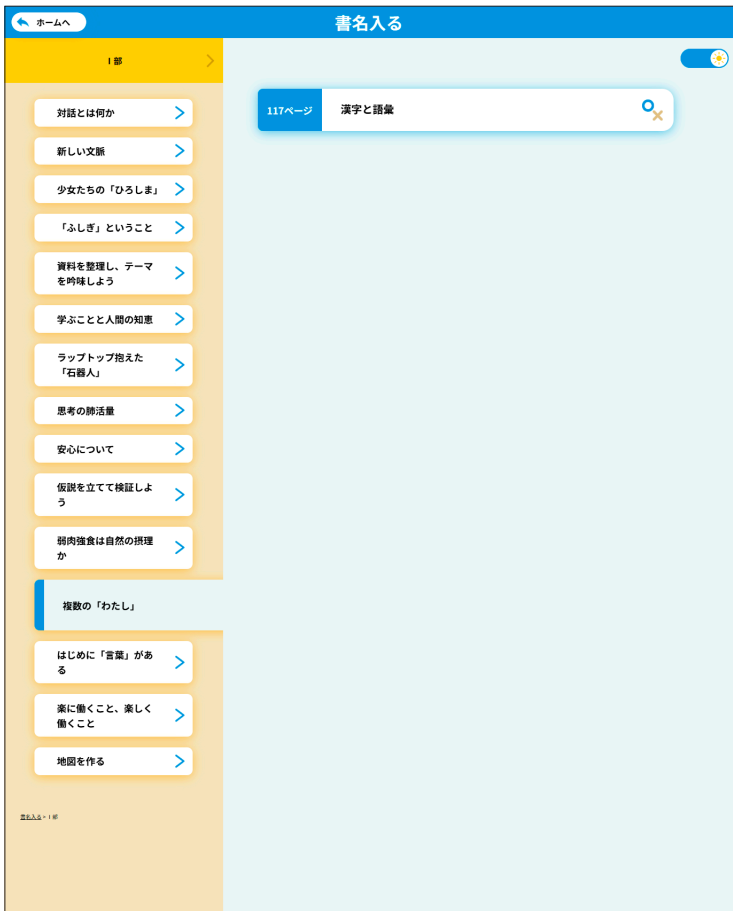 ホームへ
書名入る
Ⅰ部
対話とは何か
新しい文脈
少女たちの「ひろしま」
「ふしぎ」ということ
資料を整理し、テーマ
を吟味しよう
学ぶことと人間の知恵
ラップトップ抱えた
「石器人」
思考の肺活量
安心について
仮説を立てて検証しよ
う
弱肉強食は自然の摂理
か
複数の「わたし」
はじめに「言葉」があ
る
楽に働くこと、楽しく
働くこと
地図を作る
書名入る > Ⅰ部
117ページ
漢字と語彙